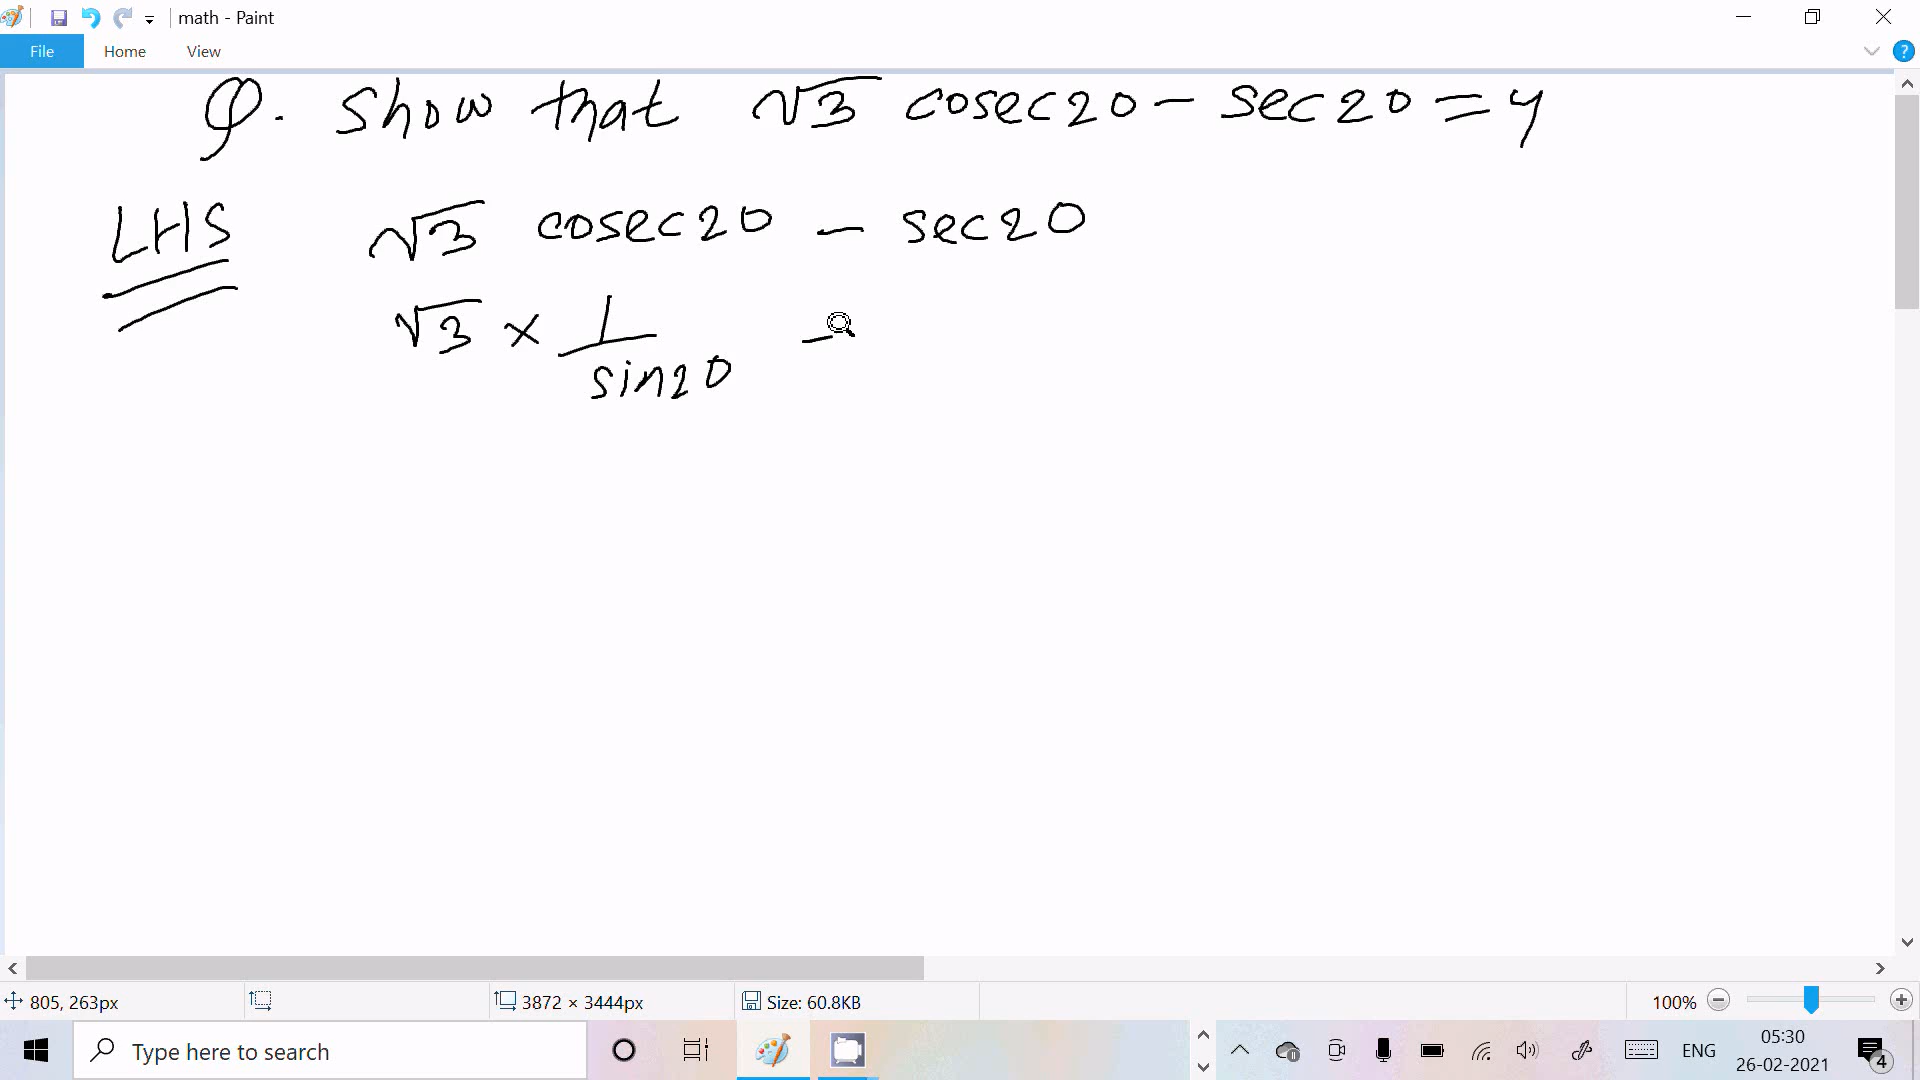 math - Paint
File Home View
Q. Show that √3 cosec20 - sec20 = 4
LHS √3 cosec20 - sec20
√3 × 1/sin20 -
805, 263px 3872 × 3444px Size: 60.8KB 100%
Type here to search ENG 05:30
26-02-2021 4